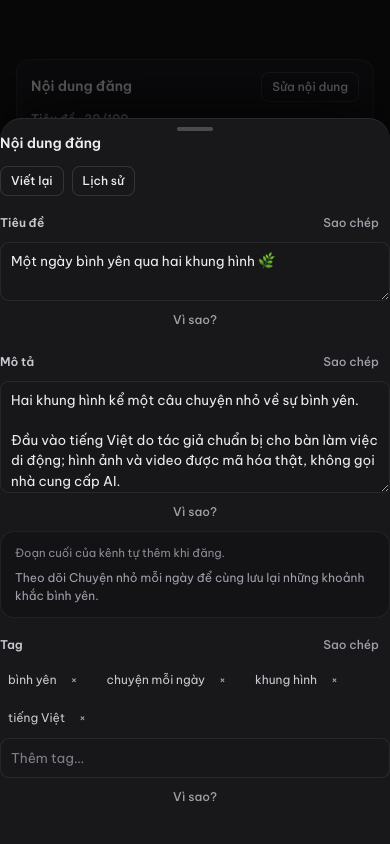 Nội dung đăng
Sửa nội dung
Nội dung đăng
Viết lại
Lịch sử
Tiêu đề
Sao chép
Một ngày bình yên qua hai khung hình 🌿
Vì sao?
Mô tả
Sao chép
Hai khung hình kể một câu chuyện nhỏ về sự bình yên.
Đầu vào tiếng Việt do tác giả chuẩn bị cho bàn làm việc
di động; hình ảnh và video được mã hóa thật, không gọi
nhà cung cấp AI.
Vì sao?
Đoạn cuối của kênh tự thêm khi đăng.
Theo dõi Chuyện nhỏ mỗi ngày để cùng lưu lại những khoảnh
khắc bình yên.
Tag
Sao chép
bình yên ×
chuyện mỗi ngày ×
khung hình ×
tiếng Việt ×
Thêm tag...
Vì sao?